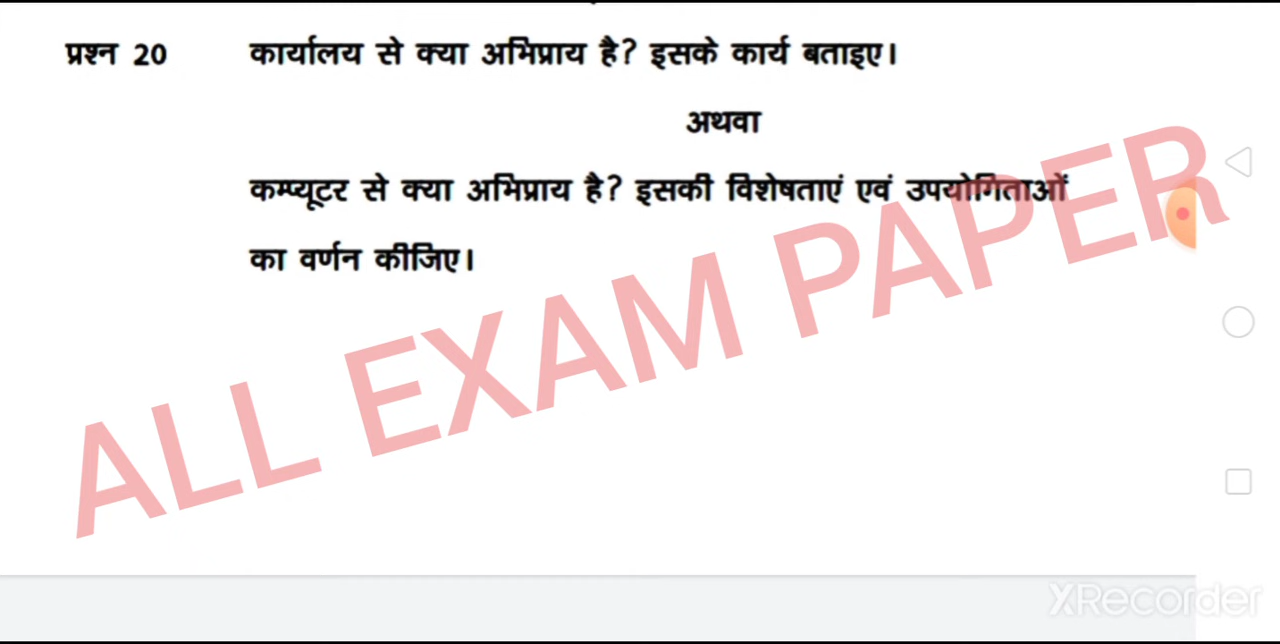 प्रश्न 20 कार्यालय से क्या अभिप्राय है? इसके कार्य बताइए।
अथवा
कम्प्यूटर से क्या अभिप्राय है? इसकी विशेषताएं एवं उपयोगिताओं
का वर्णन कीजिए।
ALL EXAM PAPER
XRecorder